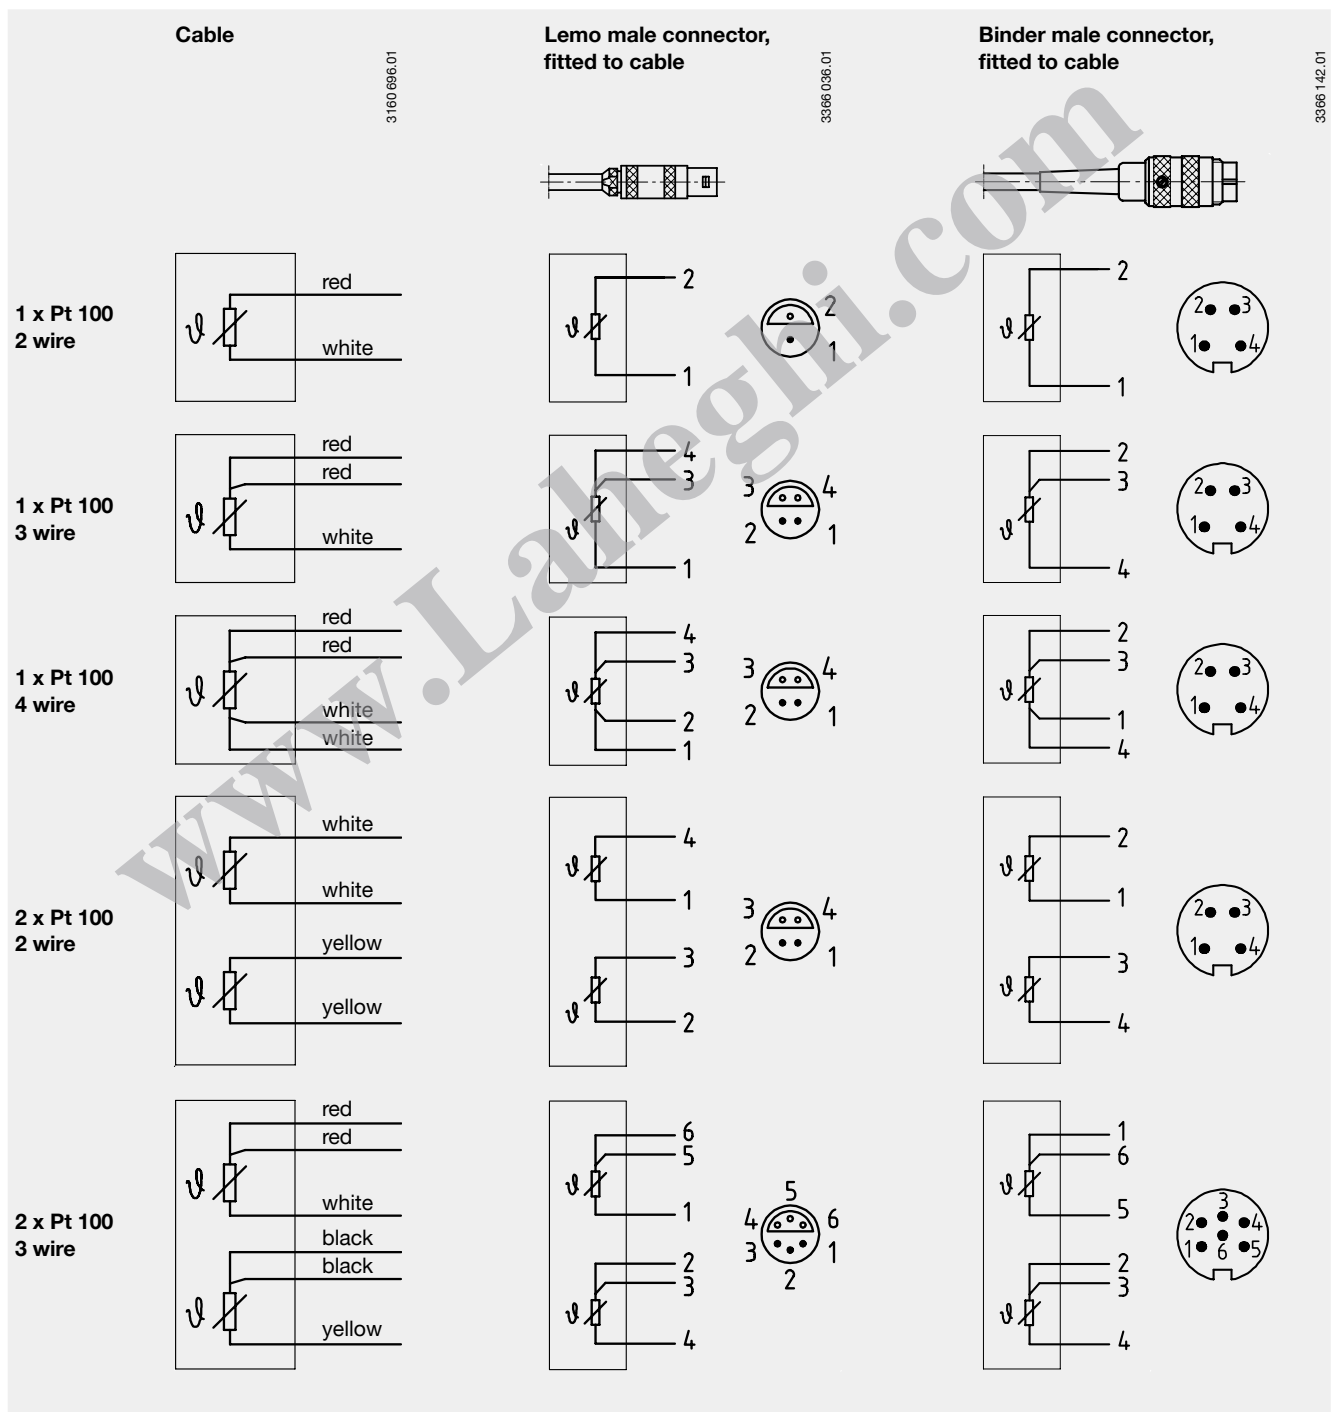 Cable
3160 696.01
Lemo male connector,
fitted to cable
3366 036.01
Binder male connector,
fitted to cable
3366 142.01
1 x Pt 100
2 wire
ϑ
red
white
ϑ
2
1
2
1
ϑ
2
1
2 3
1 4
1 x Pt 100
3 wire
ϑ
red
red
white
ϑ
4
3
1
3 4
2 1
ϑ
2
3
4
2 3
1 4
1 x Pt 100
4 wire
ϑ
red
red
white
white
ϑ
4
3
2
1
3 4
2 1
ϑ
2
3
1
4
2 3
1 4
2 x Pt 100
2 wire
ϑ
white
white
ϑ
yellow
yellow
ϑ
4
1
ϑ
3
2
3 4
2 1
ϑ
2
1
ϑ
3
4
2 3
1 4
2 x Pt 100
3 wire
ϑ
red
red
white
ϑ
black
black
yellow
ϑ
6
5
1
ϑ
2
3
4
5
4 6
3 1
2
ϑ
1
6
5
ϑ
2
3
4
3
2 4
1 6 5
www.Laheghi.com